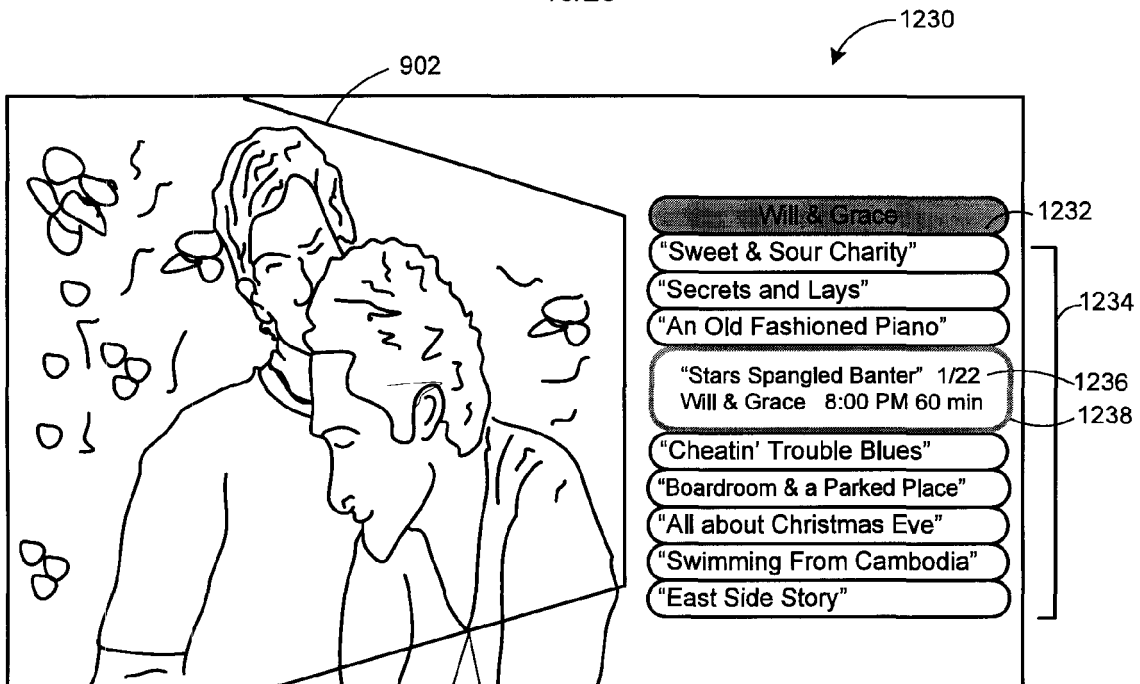 1230
902
Will & Grace
1232
"Sweet & Sour Charity"
"Secrets and Lays"
1234
"An Old Fashioned Piano"
"Stars Spangled Banter" 1/22
1236
Will & Grace 8:00 PM 60 min
1238
"Cheatin' Trouble Blues"
"Boardroom & a Parked Place"
"All about Christmas Eve"
"Swimming From Cambodia"
"East Side Story"